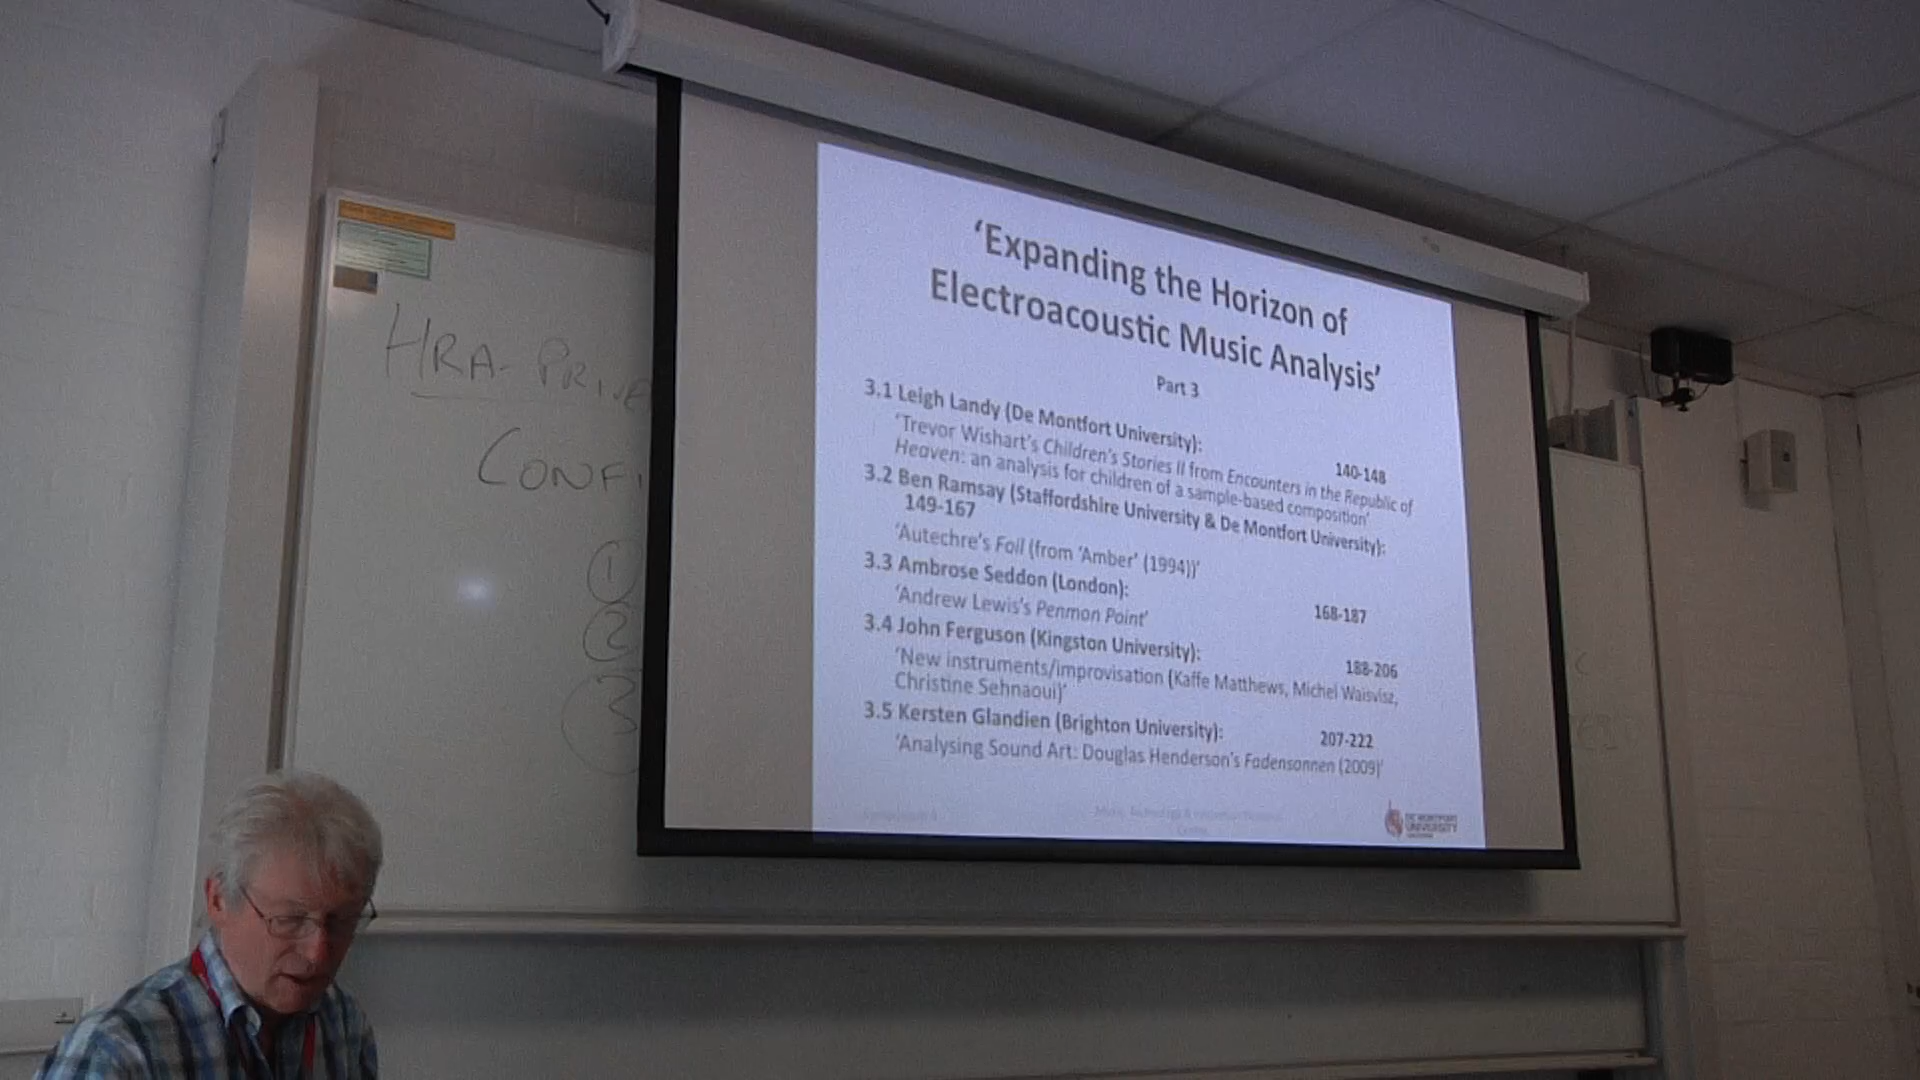 HRA - PRIVE
CONFI
1
2
3
'Expanding the Horizon of
Electroacoustic Music Analysis'
Part 3
3.1 Leigh Landy (De Montfort University): 140-148
'Trevor Wishart's Children's Stories II from Encounters in the Republic of
Heaven: an analysis for children of a sample-based composition'
3.2 Ben Ramsay (Staffordshire University & De Montfort University):
149-167
'Autechre's Foil (from 'Amber' (1994))'
3.3 Ambrose Seddon (London): 168-187
'Andrew Lewis's Penmon Point'
3.4 John Ferguson (Kingston University): 188-206
'New instruments/improvisation (Kaffe Matthews, Michel Waisvisz,
Christine Sehnaoui)'
3.5 Kersten Glandien (Brighton University): 207-222
'Analysing Sound Art: Douglas Henderson's Fadensonnen (2009)'
DE MONTFORT
UNIVERSITY